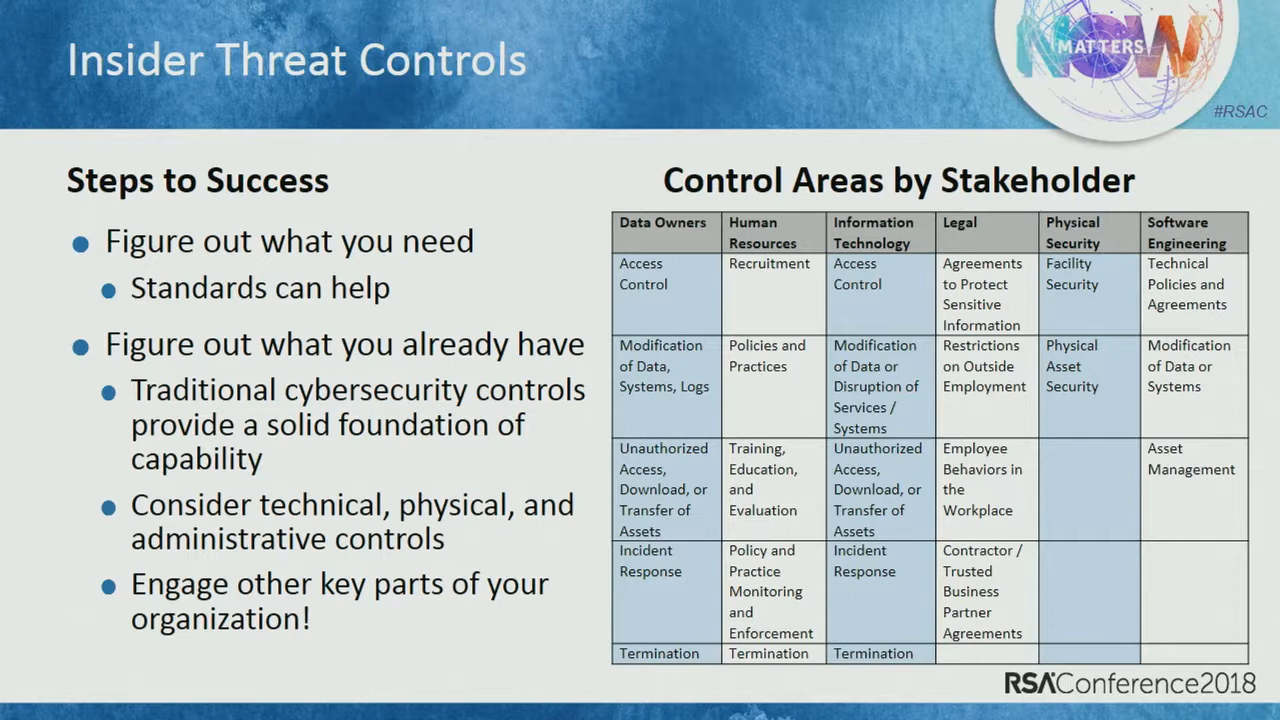 Insider Threat Controls
NOW
MATTERS
#RSAC
Steps to Success
Figure out what you need
Standards can help
Figure out what you already have
Traditional cybersecurity controls
provide a solid foundation of
capability
Consider technical, physical, and
administrative controls
Engage other key parts of your
organization!
Control Areas by Stakeholder
Data Owners
Human
Resources
Information
Technology
Legal
Physical
Security
Software
Engineering
Access
Control
Recruitment
Access
Control
Agreements
to Protect
Sensitive
Information
Facility
Security
Technical
Policies and
Agreements
Modification
of Data,
Systems, Logs
Policies and
Practices
Modification
of Data or
Disruption of
Services /
Systems
Restrictions
on Outside
Employment
Physical
Asset
Security
Modification
of Data or
Systems
Unauthorized
Access,
Download, or
Transfer of
Assets
Training,
Education,
and
Evaluation
Unauthorized
Access,
Download, or
Transfer of
Assets
Employee
Behaviors in
the
Workplace
Asset
Management
Incident
Response
Policy and
Practice
Monitoring
and
Enforcement
Incident
Response
Contractor /
Trusted
Business
Partner
Agreements
Termination
Termination
Termination
RSAConference2018